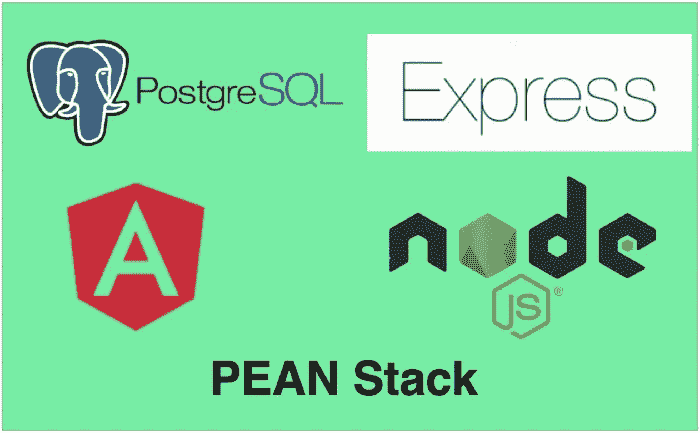 PostgreSQL
Express
A
node
JS®
PEAN Stack